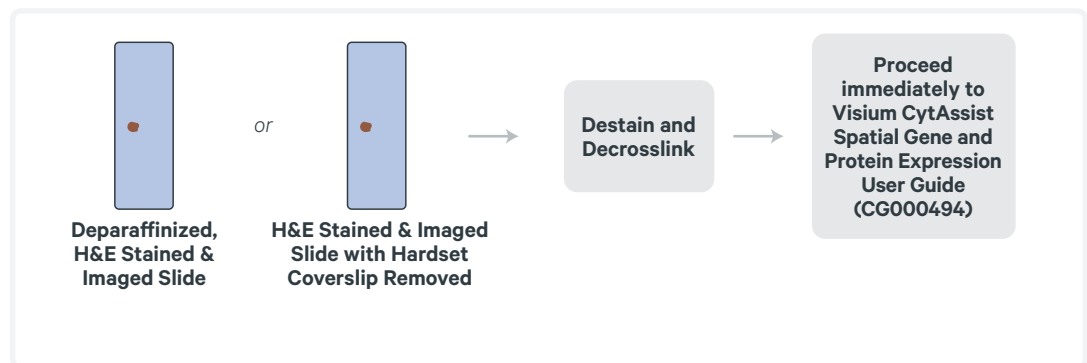 Deparaffinized,
H&E Stained &
Imaged Slide
or
H&E Stained & Imaged
Slide with Hardset
Coverslip Removed
Destain and
Decrosslink
Proceed
immediately to
Visium CytAssist
Spatial Gene and
Protein Expression
User Guide
(CG000494)